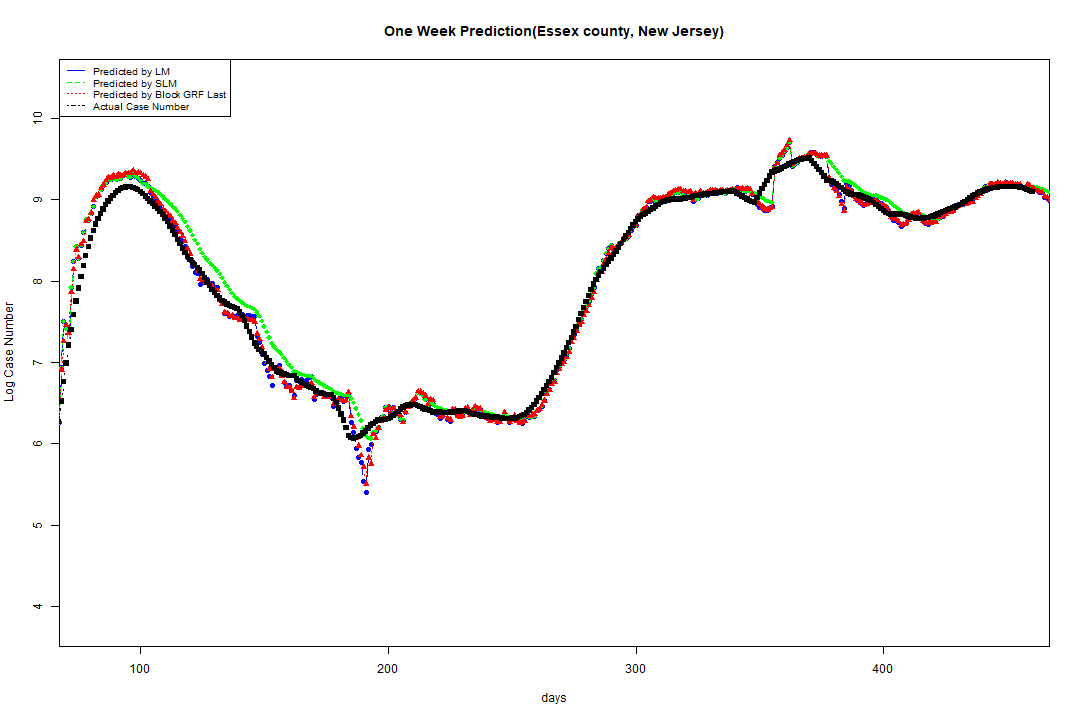 One Week Prediction(Essex county, New Jersey)
Predicted by LM
Predicted by SLM
Predicted by Block GRF Last
Actual Case Number
Log Case Number
10
9
8
7
6
5
4
100
200
300
400
days